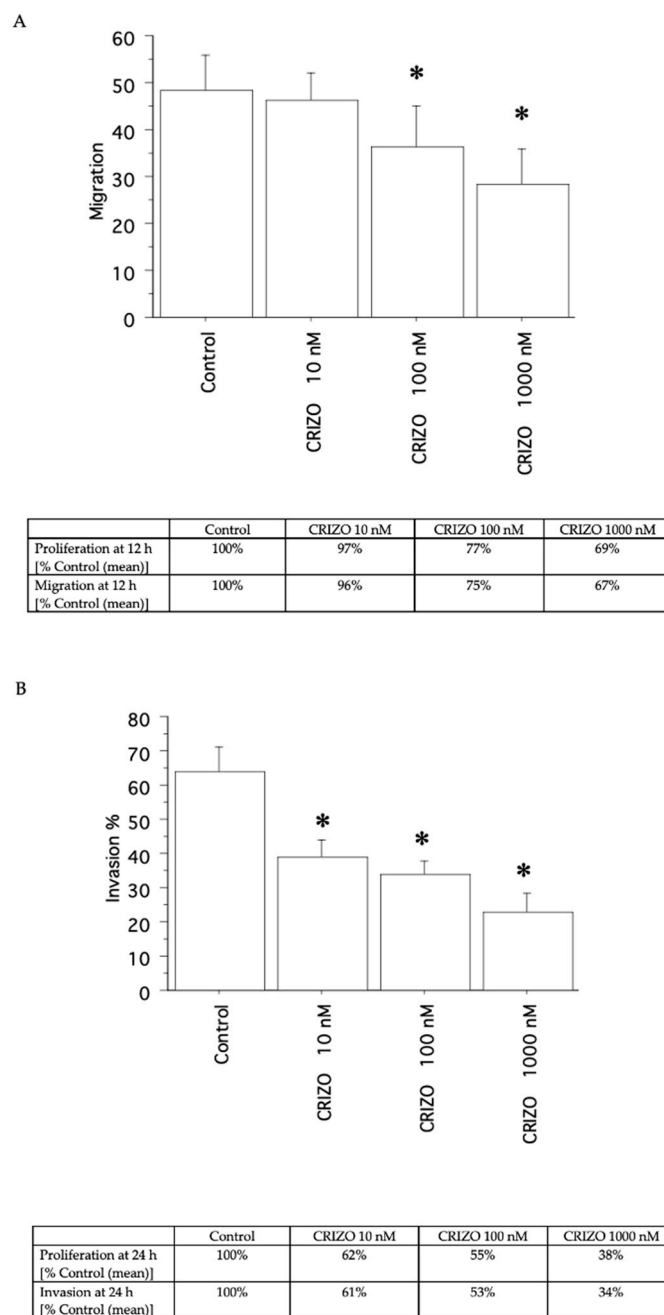 A
60
50
40
30
20
10
0
Migration
*
*
Control
CRIZO 10 nM
CRIZO 100 nM
CRIZO 1000 nM
Control CRIZO 10 nM CRIZO 100 nM CRIZO 1000 nM
Proliferation at 12 h 100% 97% 77% 69%
[% Control (mean)]
Migration at 12 h 100% 96% 75% 67%
[% Control (mean)]
B
80
70
60
50
40
30
20
10
0
Invasion %
*
*
*
Control
CRIZO 10 nM
CRIZO 100 nM
CRIZO 1000 nM
Control CRIZO 10 nM CRIZO 100 nM CRIZO 1000 nM
Proliferation at 24 h 100% 62% 55% 38%
[% Control (mean)]
Invasion at 24 h 100% 61% 53% 34%
[% Control (mean)]